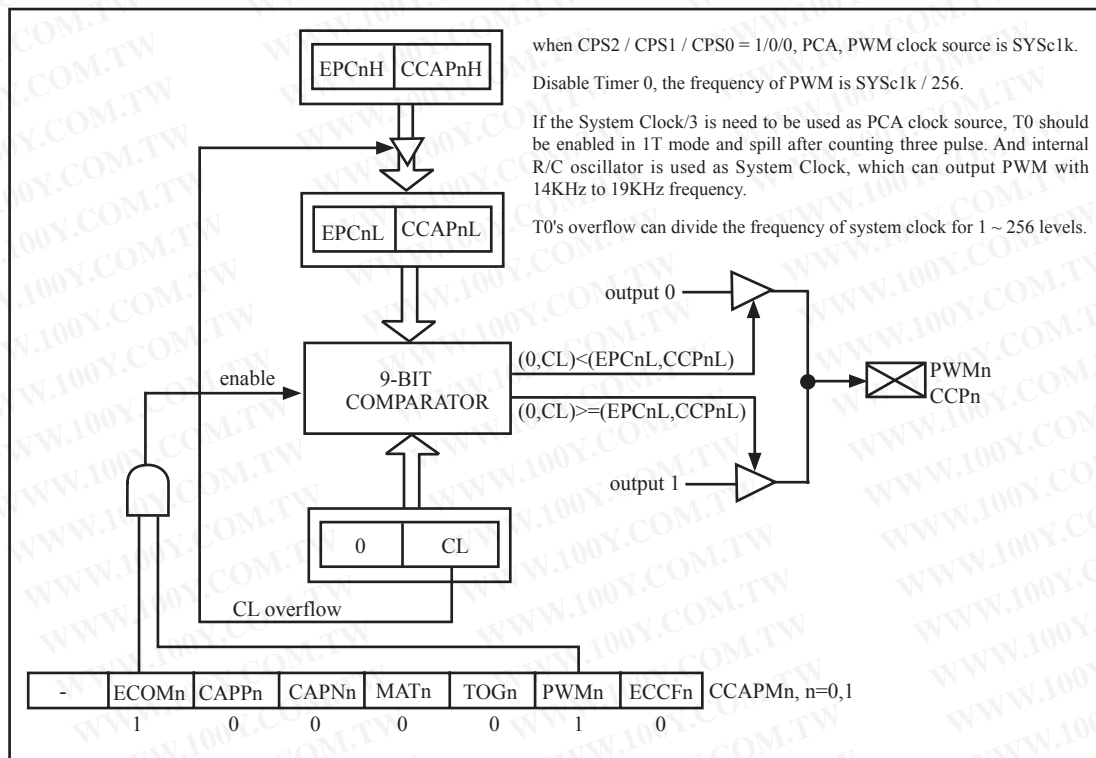 EPCnH CCAPnH
when CPS2 / CPS1 / CPS0 = 1/0/0, PCA, PWM clock source is SYSc1k.
Disable Timer 0, the frequency of PWM is SYSc1k / 256.
If the System Clock/3 is need to be used as PCA clock source, T0 should
be enabled in 1T mode and spill after counting three pulse. And internal
R/C oscillator is used as System Clock, which can output PWM with
14KHz to 19KHz frequency.
T0's overflow can divide the frequency of system clock for 1 ~ 256 levels.
EPCnL CCAPnL
output 0
(0,CL)<(EPCnL,CCPnL)
enable
9-BIT
COMPARATOR
(0,CL)>=(EPCnL,CCPnL)
PWMn
CCPn
output 1
0 CL
CL overflow
- ECOMn CAPPn CAPNn MATn TOGn PWMn ECCFn CCAPMn, n=0,1
1 0 0 0 0 1 0
WWW.100Y.COM.TW